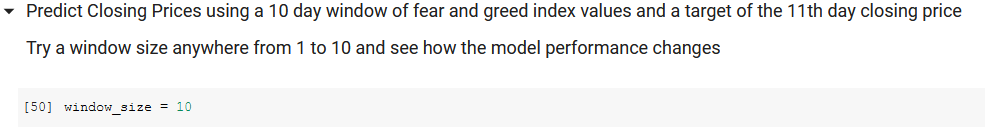 Predict Closing Prices using a 10 day window of fear and greed index values and a target of the 11th day closing price
Try a window size anywhere from 1 to 10 and see how the model performance changes
[50] window_size = 10